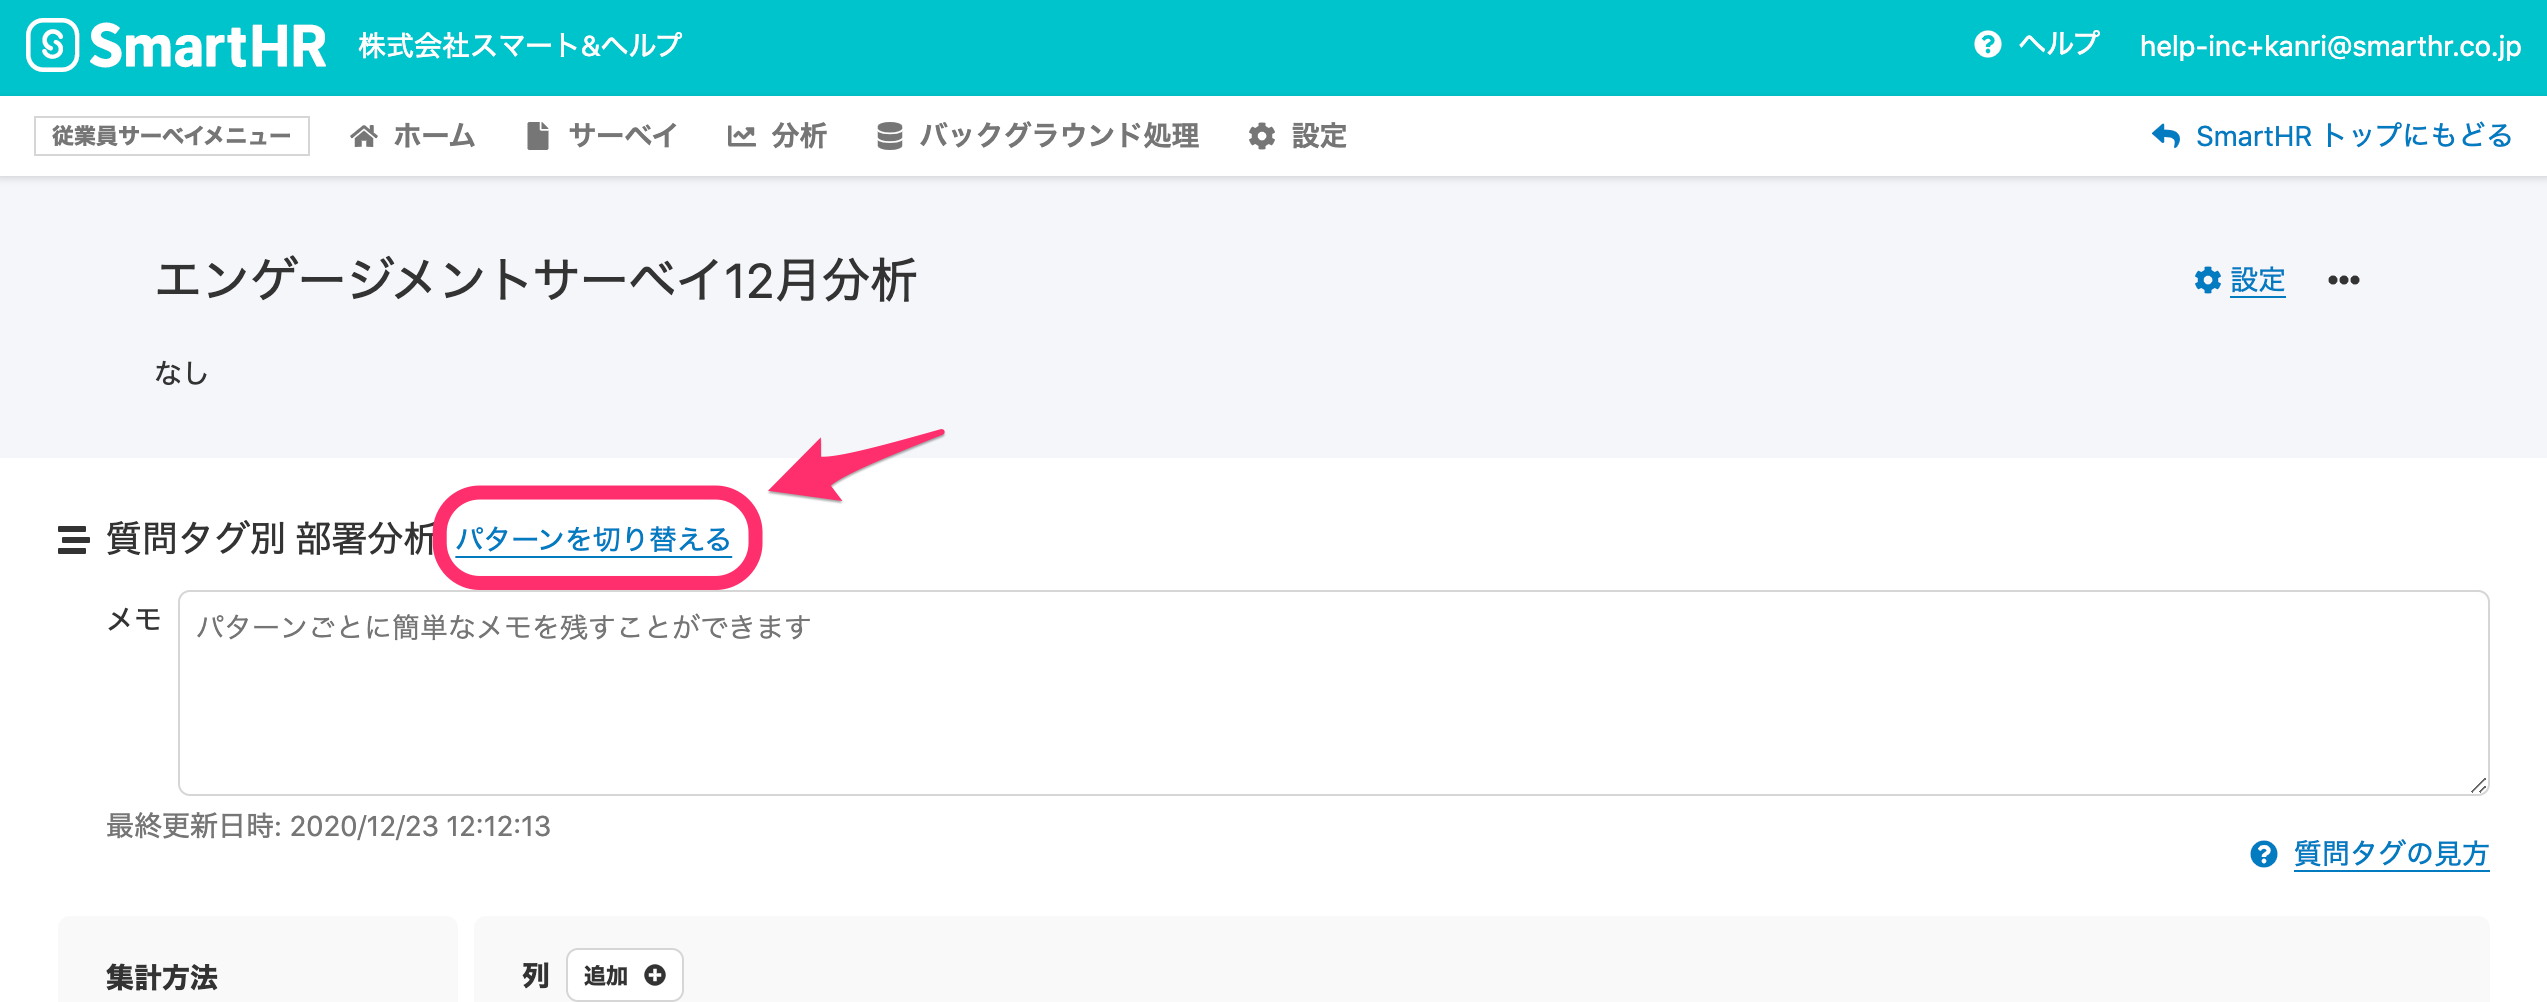 SmartHR 株式会社スマート&ヘルプ ヘルプ help-inc+kanri@smarthr.co.jp
従業員サーベイメニュー ホーム サーベイ 分析 バックグラウンド処理 設定 SmartHR トップにもどる
エンゲージメントサーベイ12月分析 設定
なし
質問タグ別 部署分析 パターンを切り替える
メモ パターンごとに簡単なメモを残すことができます
最終更新日時: 2020/12/23 12:12:13
質問タグの見方
集計方法 列 追加